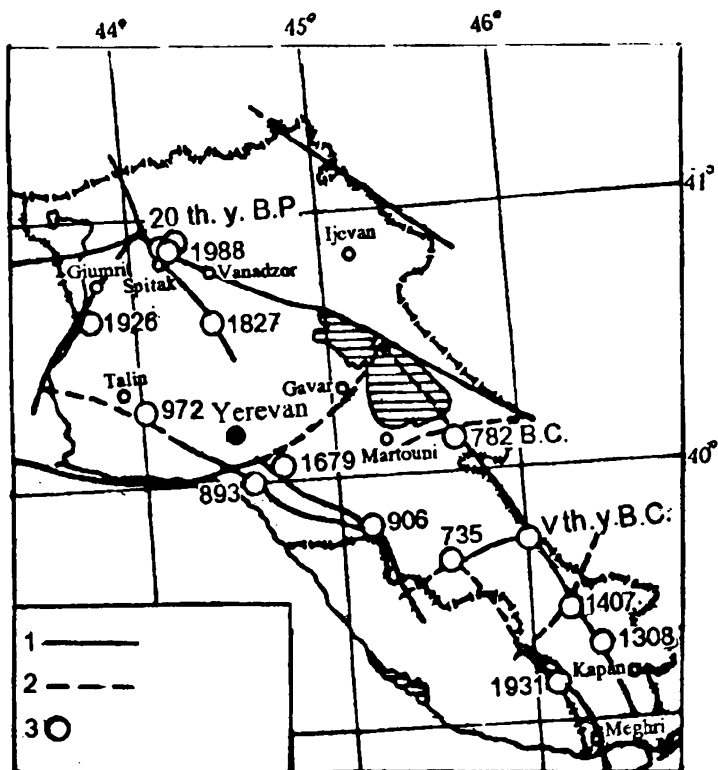 44° 45° 46°
41°
20 th. y. B.P
1988
Ijevan
Gjumri
Spitak
Vanadzor
1926
1827
Talin
Gavar
972
Yerevan
Martouni
782 B.C.
40°
1679
893
906
735
V th. y. B.C.
1407
1308
Kapan
1931
Meghri
1
2
3